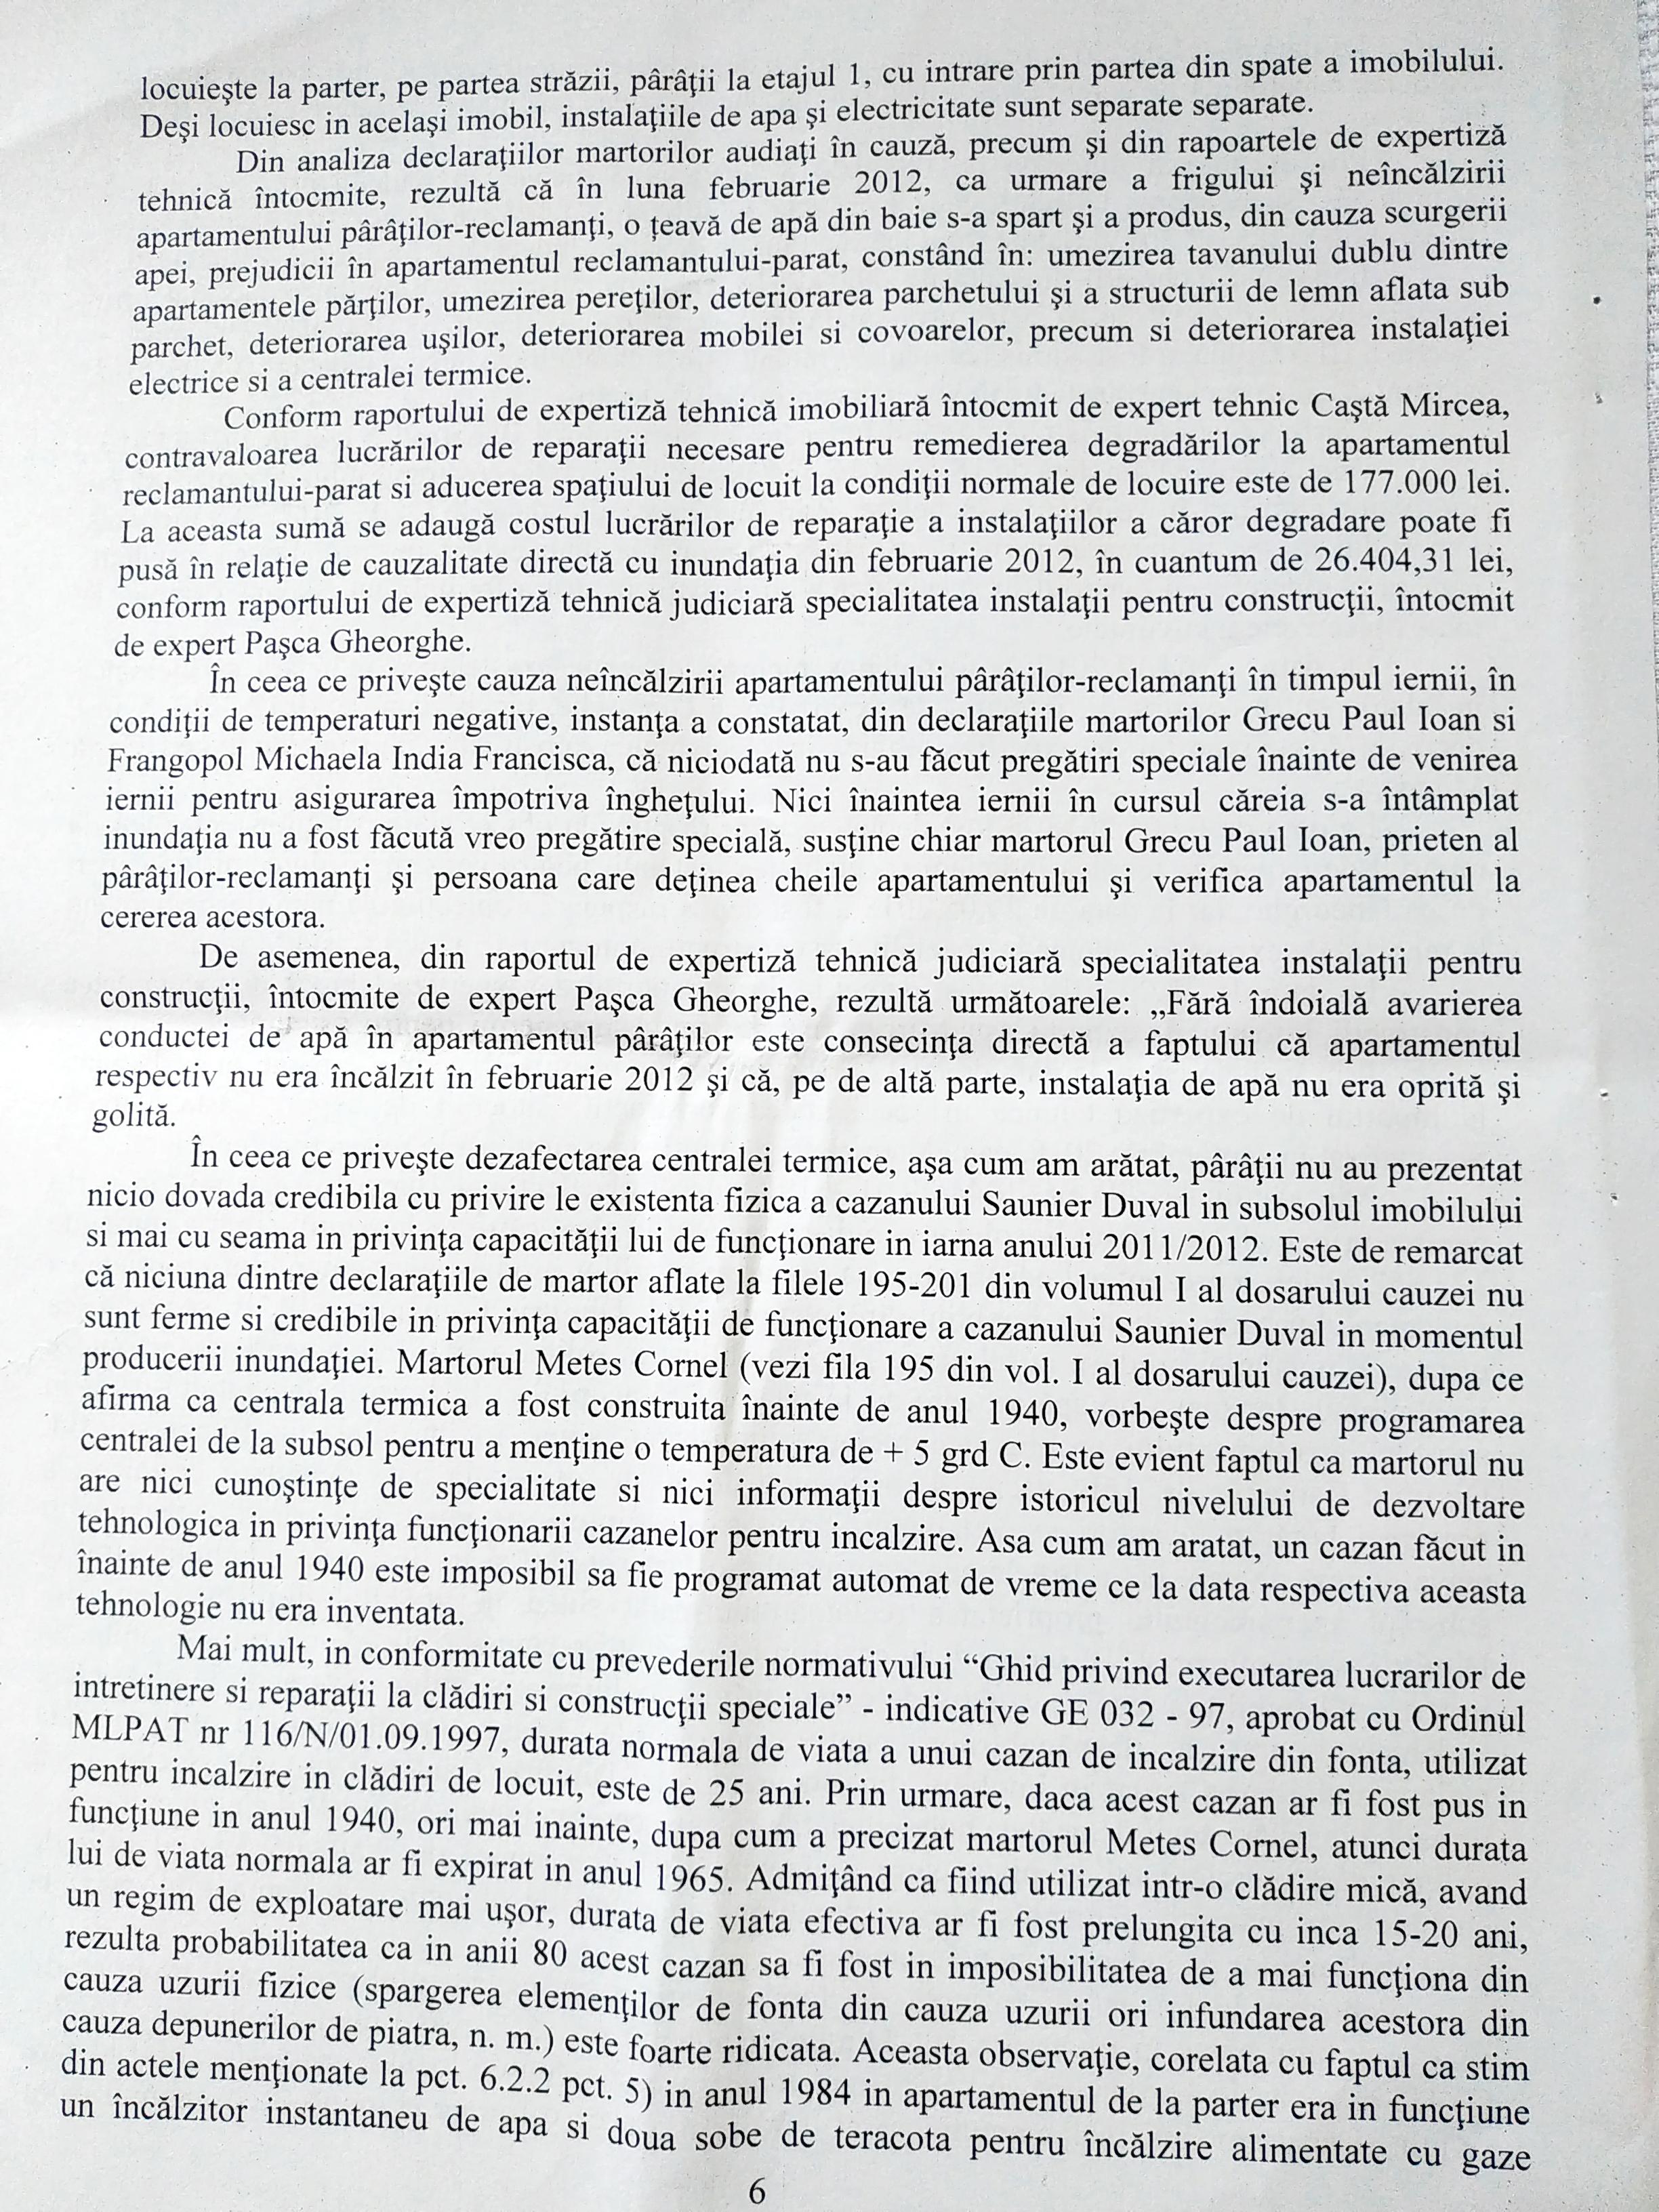 locuieşte la parter, pe partea străzii, pârâţii la etajul 1, cu intrare prin partea din spate a imobilului.
Deşi locuiesc in acelaşi imobil, instalaţiile de apa şi electricitate sunt separate separate.
Din analiza declaraţiilor martorilor audiaţi în cauză, precum şi din rapoartele de expertiză
tehnică întocmite, rezultă că în luna februarie 2012, ca urmare a frigului şi neîncălzirii
apartamentului pârâţilor-reclamanţi, o ţeavă de apă din baie s-a spart şi a produs, din cauza scurgerii
apei, prejudicii în apartamentul reclamantului-parat, constând în: umezirea tavanului dublu dintre
apartamentele părţilor, umezirea pereţilor, deteriorarea parchetului şi a structurii de lemn aflata sub
parchet, deteriorarea uşilor, deteriorarea mobilei si covoarelor, precum si deteriorarea instalaţiei
electrice si a centralei termice.
Conform raportului de expertiză tehnică imobiliară întocmit de expert tehnic Caştă Mircea,
contravaloarea lucrărilor de reparaţii necesare pentru remedierea degradărilor la apartamentul
reclamantului-parat si aducerea spaţiului de locuit la condiţii normale de locuire este de 177.000 lei.
La aceasta sumă se adaugă costul lucrărilor de reparaţie a instalaţiilor a căror degradare poate fi
pusă în relaţie de cauzalitate directă cu inundaţia din februarie 2012, în cuantum de 26.404,31 lei,
conform raportului de expertiză tehnică judiciară specialitatea instalaţii pentru construcţii, întocmit
de expert Paşca Gheorghe.
În ceea ce priveşte cauza neîncălzirii apartamentului pârâţilor-reclamanţi în timpul iernii, în
condiţii de temperaturi negative, instanţa a constatat, din declaraţiile martorilor Grecu Paul Ioan si
Frangopol Michaela India Francisca, că niciodată nu s-au făcut pregătiri speciale înainte de venirea
iernii pentru asigurarea împotriva îngheţului. Nici înaintea iernii în cursul căreia s-a întâmplat
inundaţia nu a fost făcută vreo pregătire specială, susţine chiar martorul Grecu Paul Ioan, prieten al
pârâţilor-reclamanţi şi persoana care deţinea cheile apartamentului şi verifica apartamentul la
cererea acestora.
De asemenea, din raportul de expertiză tehnică judiciară specialitatea instalaţii pentru
construcţii, întocmite de expert Paşca Gheorghe, rezultă următoarele: „Fără îndoială avarierea
conductei de apă în apartamentul pârâţilor este consecinţa directă a faptului că apartamentul
respectiv nu era încălzit în februarie 2012 şi că, pe de altă parte, instalaţia de apă nu era oprită şi
golită.
În ceea ce priveşte dezafectarea centralei termice, aşa cum am arătat, pârâţii nu au prezentat
nicio dovada credibila cu privire le existenta fizica a cazanului Saunier Duval in subsolul imobilului
si mai cu seama in privinţa capacităţii lui de funcţionare in iarna anului 2011/2012. Este de remarcat
că niciuna dintre declaraţiile de martor aflate la filele 195-201 din volumul I al dosarului cauzei nu
sunt ferme si credibile in privinţa capacităţii de funcţionare a cazanului Saunier Duval in momentul
producerii inundaţiei. Martorul Metes Cornel (vezi fila 195 din vol. I al dosarului cauzei), dupa ce
afirma ca centrala termica a fost construita înainte de anul 1940, vorbeşte despre programarea
centralei de la subsol pentru a menţine o temperatura de + 5 grd C. Este evient faptul ca martorul nu
are nici cunoştinţe de specialitate si nici informaţii despre istoricul nivelului de dezvoltare
tehnologica in privinţa funcţionarii cazanelor pentru incalzire. Asa cum am aratat, un cazan făcut in
înainte de anul 1940 este imposibil sa fie programat automat de vreme ce la data respectiva aceasta
tehnologie nu era inventata.
Mai mult, in conformitate cu prevederile normativului “Ghid privind executarea lucrarilor de
intretinere si reparaţii la clădiri si construcţii speciale” - indicative GE 032 - 97, aprobat cu Ordinul
MLPAT nr 116/N/01.09.1997, durata normala de viata a unui cazan de incalzire din fonta, utilizat
pentru incalzire in clădiri de locuit, este de 25 ani. Prin urmare, daca acest cazan ar fi fost pus in
funcţiune in anul 1940, ori mai inainte, dupa cum a precizat martorul Metes Cornel, atunci durata
lui de viata normala ar fi expirat in anul 1965. Admiţând ca fiind utilizat intr-o clădire mică, avand
un regim de exploatare mai uşor, durata de viata efectiva ar fi fost prelungita cu inca 15-20 ani,
rezulta probabilitatea ca in anii 80 acest cazan sa fi fost in imposibilitatea de a mai funcţiona din
cauza uzurii fizice (spargerea elemenţilor de fonta din cauza uzurii ori infundarea acestora din
cauza depunerilor de piatra, n. m.) este foarte ridicata. Aceasta observaţie, corelata cu faptul ca stim
din actele menţionate la pct. 6.2.2 pct. 5) in anul 1984 in apartamentul de la parter era in funcţiune
un încălzitor instantaneu de apa si doua sobe de teracota pentru încălzire alimentate cu gaze
6